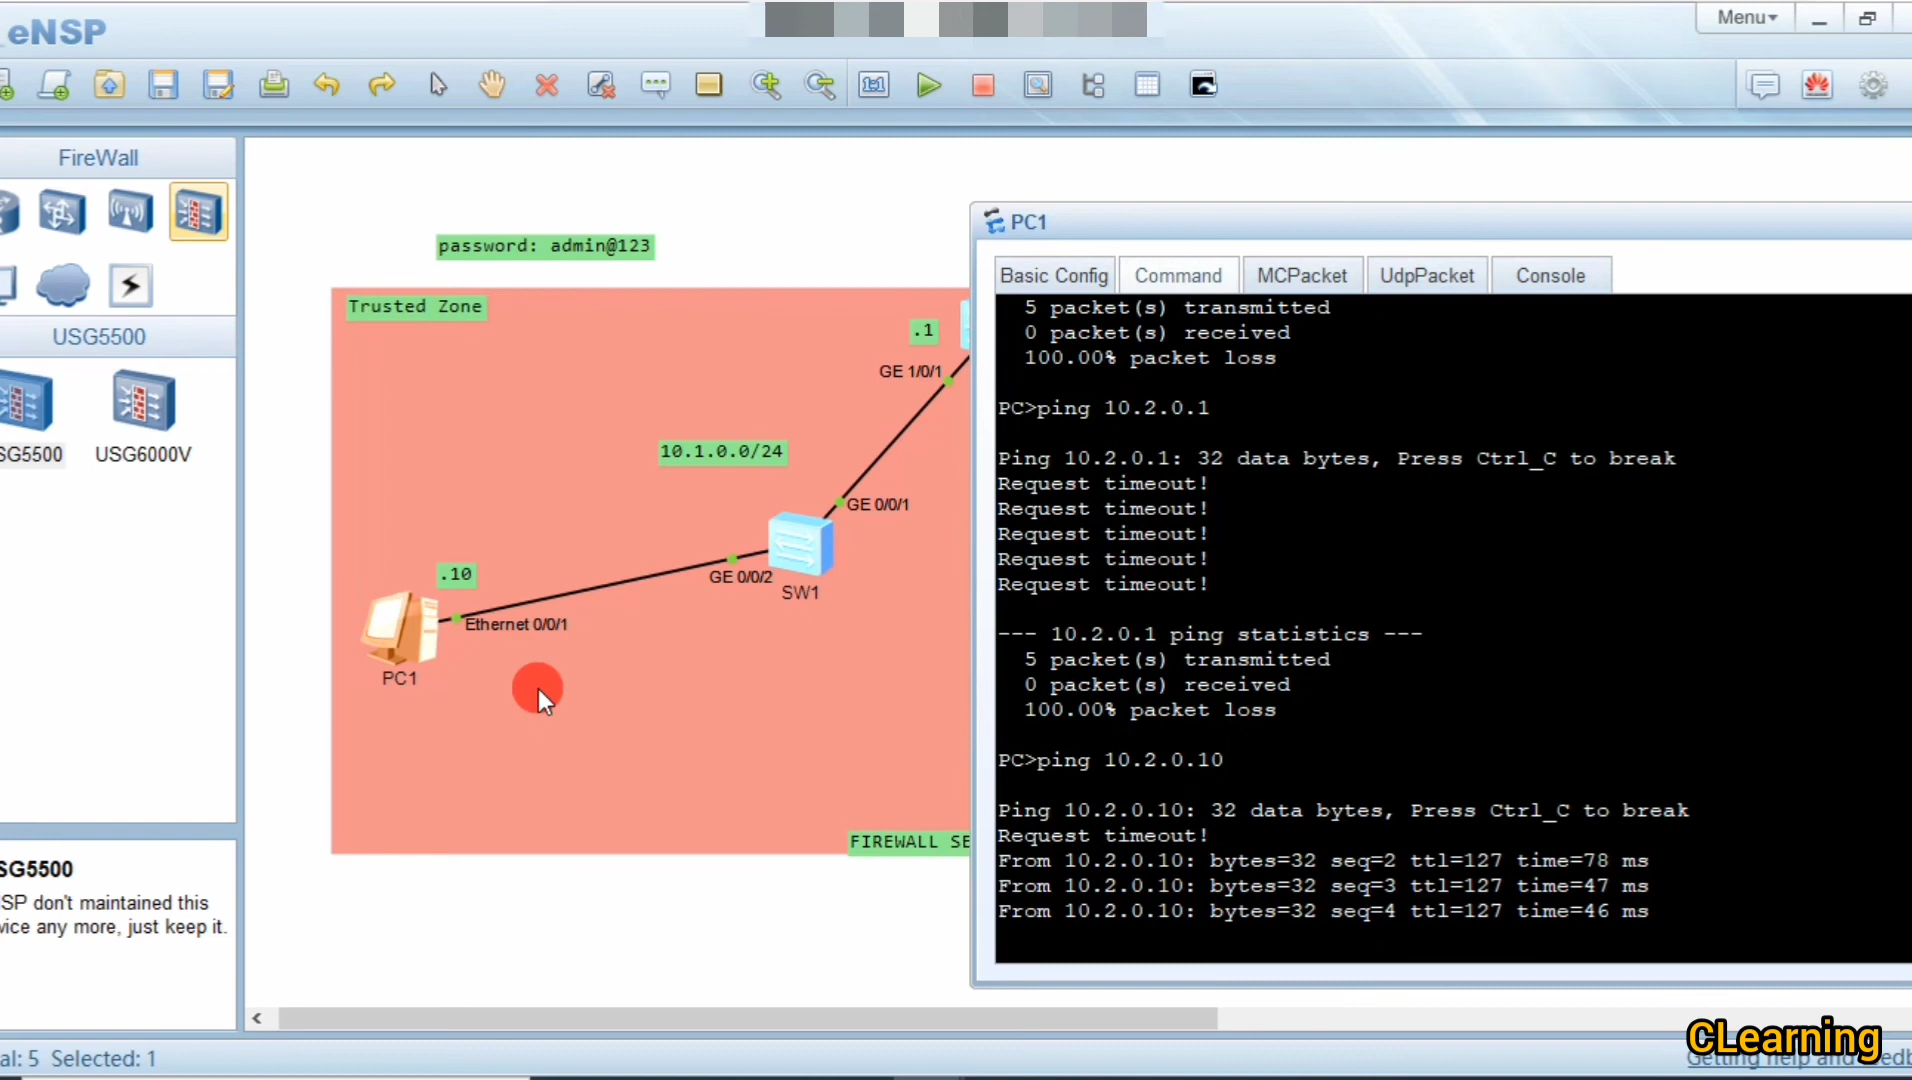 eNSP
Menu
FireWall
USG5500
SG5500
USG6000V
SG5500
SP don't maintained this
vice any more, just keep it.
password: admin@123
Trusted Zone
.1
GE 1/0/1
10.1.0.0/24
GE 0/0/1
.10
GE 0/0/2
SW1
Ethernet 0/0/1
PC1
FIREWALL SE
PC1
Basic Config
Command
MCPacket
UdpPacket
Console
5 packet(s) transmitted
0 packet(s) received
100.00% packet loss
PC>ping 10.2.0.1
Ping 10.2.0.1: 32 data bytes, Press Ctrl_C to break
Request timeout!
Request timeout!
Request timeout!
Request timeout!
Request timeout!
--- 10.2.0.1 ping statistics ---
5 packet(s) transmitted
0 packet(s) received
100.00% packet loss
PC>ping 10.2.0.10
Ping 10.2.0.10: 32 data bytes, Press Ctrl_C to break
Request timeout!
From 10.2.0.10: bytes=32 seq=2 ttl=127 time=78 ms
From 10.2.0.10: bytes=32 seq=3 ttl=127 time=47 ms
From 10.2.0.10: bytes=32 seq=4 ttl=127 time=46 ms
CLearning
al: 5 Selected: 1
Getting help and feedb